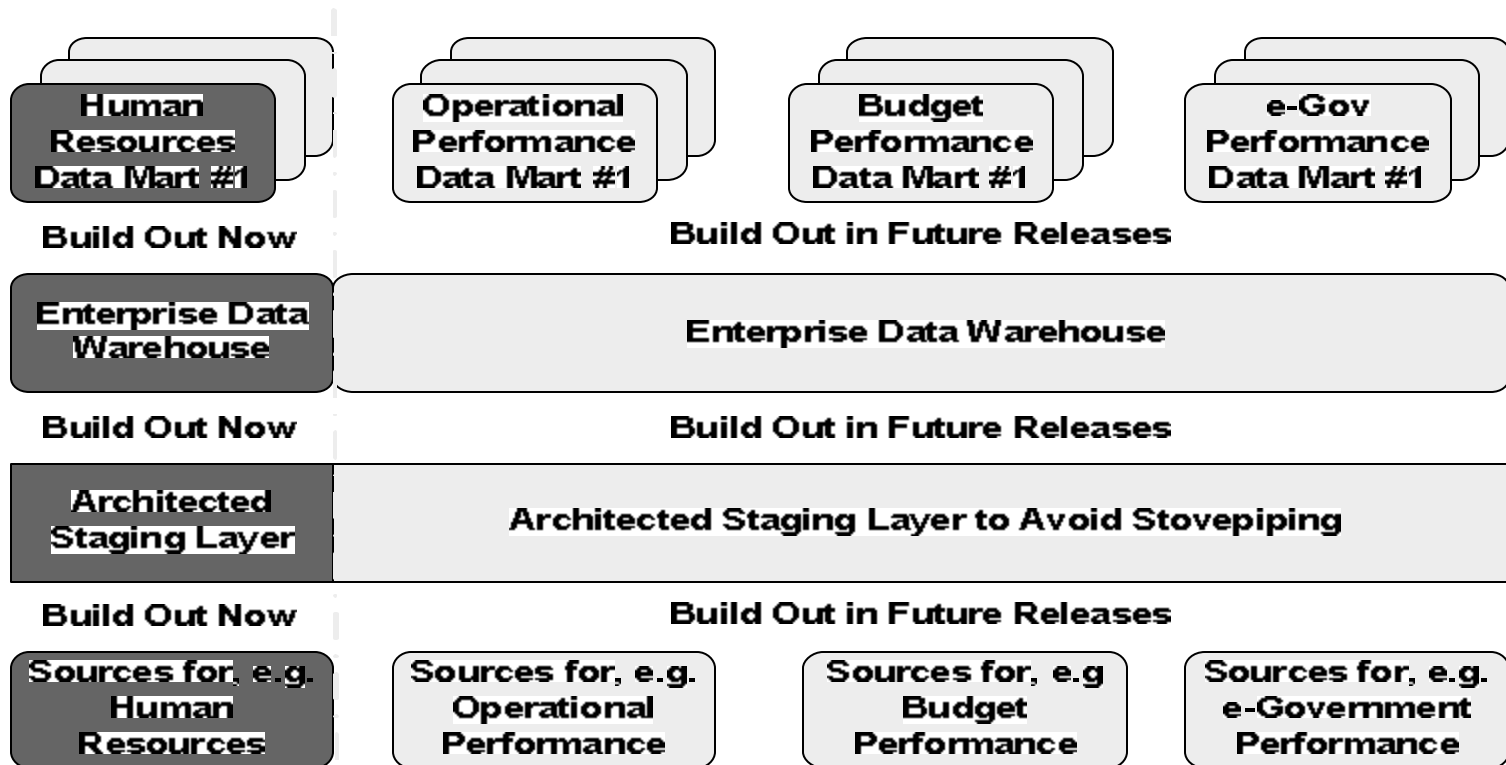 Human
Resources
Data Mart #1
Operational
Performance
Data Mart #1
Budget
Performance
Data Mart #1
e-Gov
Performance
Data Mart #1
Build Out Now
Build Out in Future Releases
Enterprise Data
Warehouse
Enterprise Data Warehouse
Build Out Now
Build Out in Future Releases
Architected
Staging Layer
Architected Staging Layer to Avoid Stovepiping
Build Out Now
Build Out in Future Releases
Sources for, e.g.
Human
Resources
Sources for, e.g.
Operational
Performance
Sources for, e.g
Budget
Performance
Sources for, e.g.
e-Government
Performance